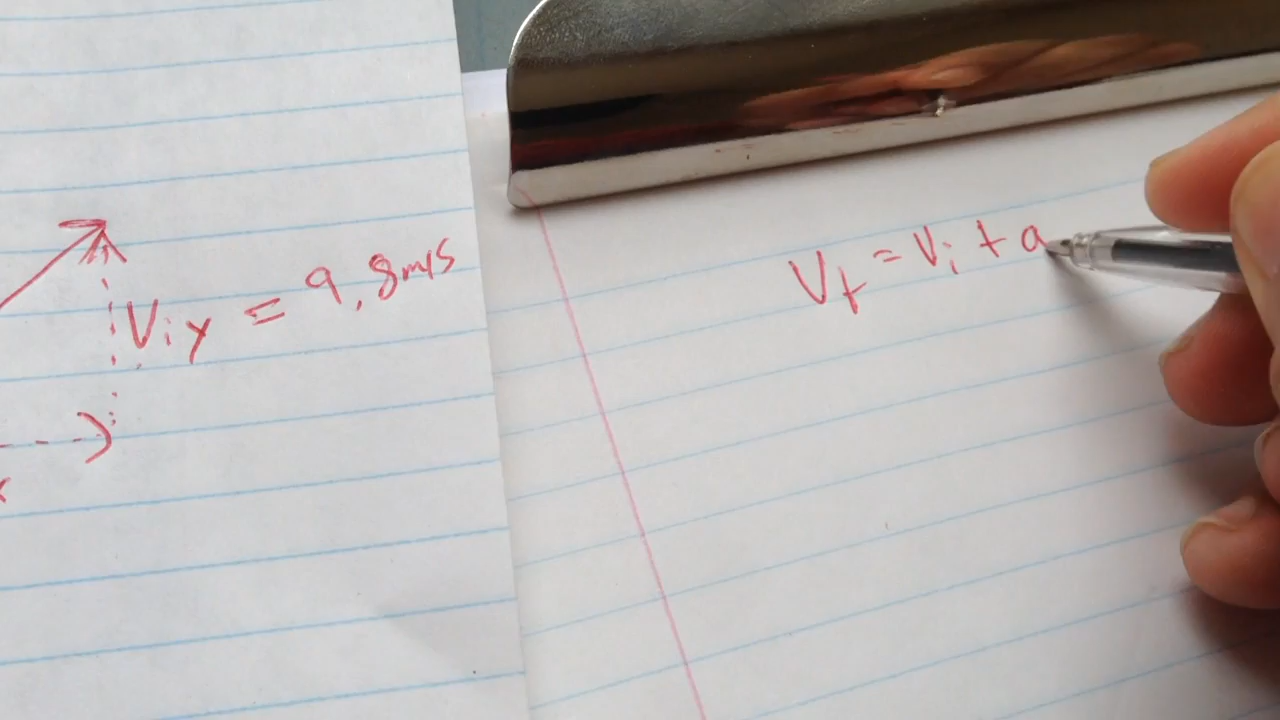 Viy = 9.8m/s
Vf = Vi + a